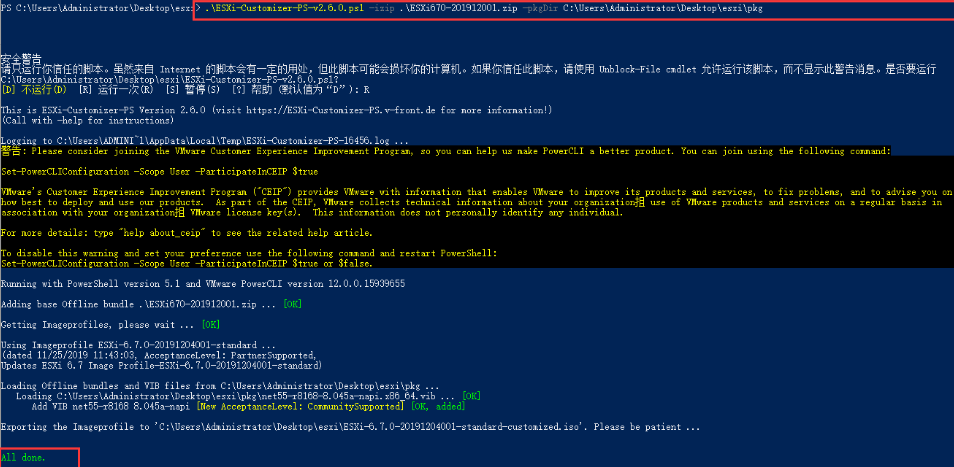 PS C:\Users\Administrator\Desktop\esxi> .\ESXi-Customizer-PS-v2.6.0.ps1 -izip .\ESXi670-201912001.zip -pkgDir C:\Users\Administrator\Desktop\esxi\pkg
安全警告
请只运行你信任的脚本。虽然来自 Internet 的脚本会有一定的用处，但此脚本可能会损坏你的计算机。如果你信任此脚本，请使用 Unblock-File cmdlet 允许运行该脚本，而不显示此警告消息。是否要运行
C:\Users\Administrator\Desktop\esxi\ESXi-Customizer-PS-v2.6.0.ps1?
[D] 不运行(D)  [R] 运行一次(R)  [S] 暂停(S)  [?] 帮助 (默认值为“D”): R
This is ESXi-Customizer-PS Version 2.6.0 (visit https://ESXi-Customizer-PS.v-front.de for more information!)
(Call with -help for instructions)
Logging to C:\Users\ADMINI~1\AppData\Local\Temp\ESXi-Customizer-PS-16456.log ...
警告: Please consider joining the VMware Customer Experience Improvement Program, so you can help us make PowerCLI a better product. You can join using the following command:
Set-PowerCLIConfiguration -Scope User -ParticipateInCEIP $true
VMware's Customer Experience Improvement Program ("CEIP") provides VMware with information that enables VMware to improve its products and services, to fix problems, and to advise you on
how best to deploy and use our products.  As part of the CEIP, VMware collects technical information about your organization抯 use of VMware products and services on a regular basis in
association with your organization抯 VMware license key(s).  This information does not personally identify any individual.
For more details: type "help about_ceip" to see the related help article.
To disable this warning and set your preference use the following command and restart PowerShell:
Set-PowerCLIConfiguration -Scope User -ParticipateInCEIP $true or $false.
Running with PowerShell version 5.1 and VMware PowerCLI version 12.0.0.15939655
Adding base Offline bundle .\ESXi670-201912001.zip ... [OK]
Getting Imageprofiles, please wait ... [OK]
Using Imageprofile ESXi-6.7.0-20191204001-standard ...
(dated 11/25/2019 11:43:03, AcceptanceLevel: PartnerSupported,
Updates ESXi 6.7 Image Profile-ESXi-6.7.0-20191204001-standard)
Loading Offline bundles and VIB files from C:\Users\Administrator\Desktop\esxi\pkg ...
Loading C:\Users\Administrator\Desktop\esxi\pkg\net55-r8168-8.045a-napi.x86_64.vib ... [OK]
Add VIB net55-r8168 8.045a-napi [New AcceptanceLevel: CommunitySupported] [OK, added]
Exporting the Imageprofile to 'C:\Users\Administrator\Desktop\esxi\ESXi-6.7.0-20191204001-standard-customized.iso'. Please be patient ...
All done.